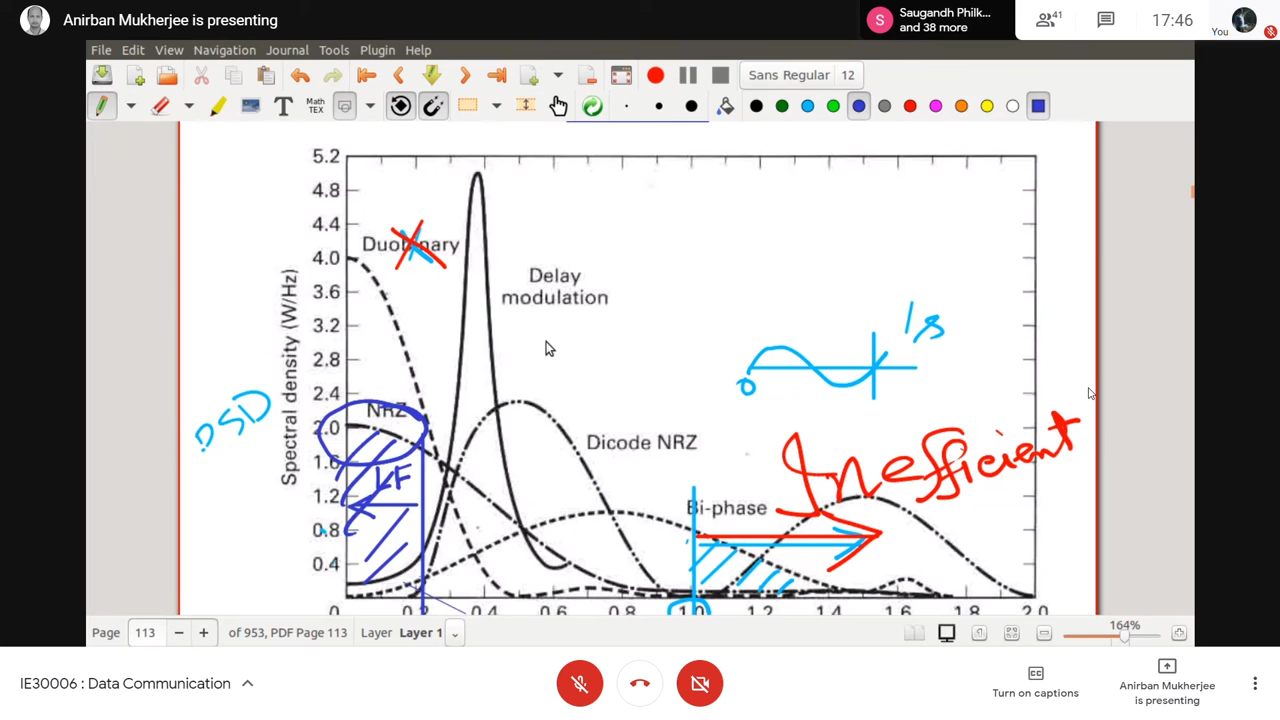 Anirban Mukherjee is presenting
S
Saugandh Philk...
and 38 more
41
17:46
You
File Edit View Navigation Journal Tools Plugin Help
Sans Regular 12
T
Math
TEX
5.2
4.8
4.4
4.0
3.6
3.2
2.8
2.4
2.0
1.6
1.2
0.8
0.4
Spectral density (W/Hz)
Duobinary
Delay
modulation
NRZ
Dicode NRZ
Bi-phase
PSD
LF
0
1/s
Inefficient
0 0.2 0.4 0.6 0.8 1.0 1.2 1.4 1.6 1.8 2.0
Page 113 − + of 953, PDF Page 113 Layer Layer 1
164%
IE30006 : Data Communication
CC
Turn on captions
Anirban Mukherjee
is presenting